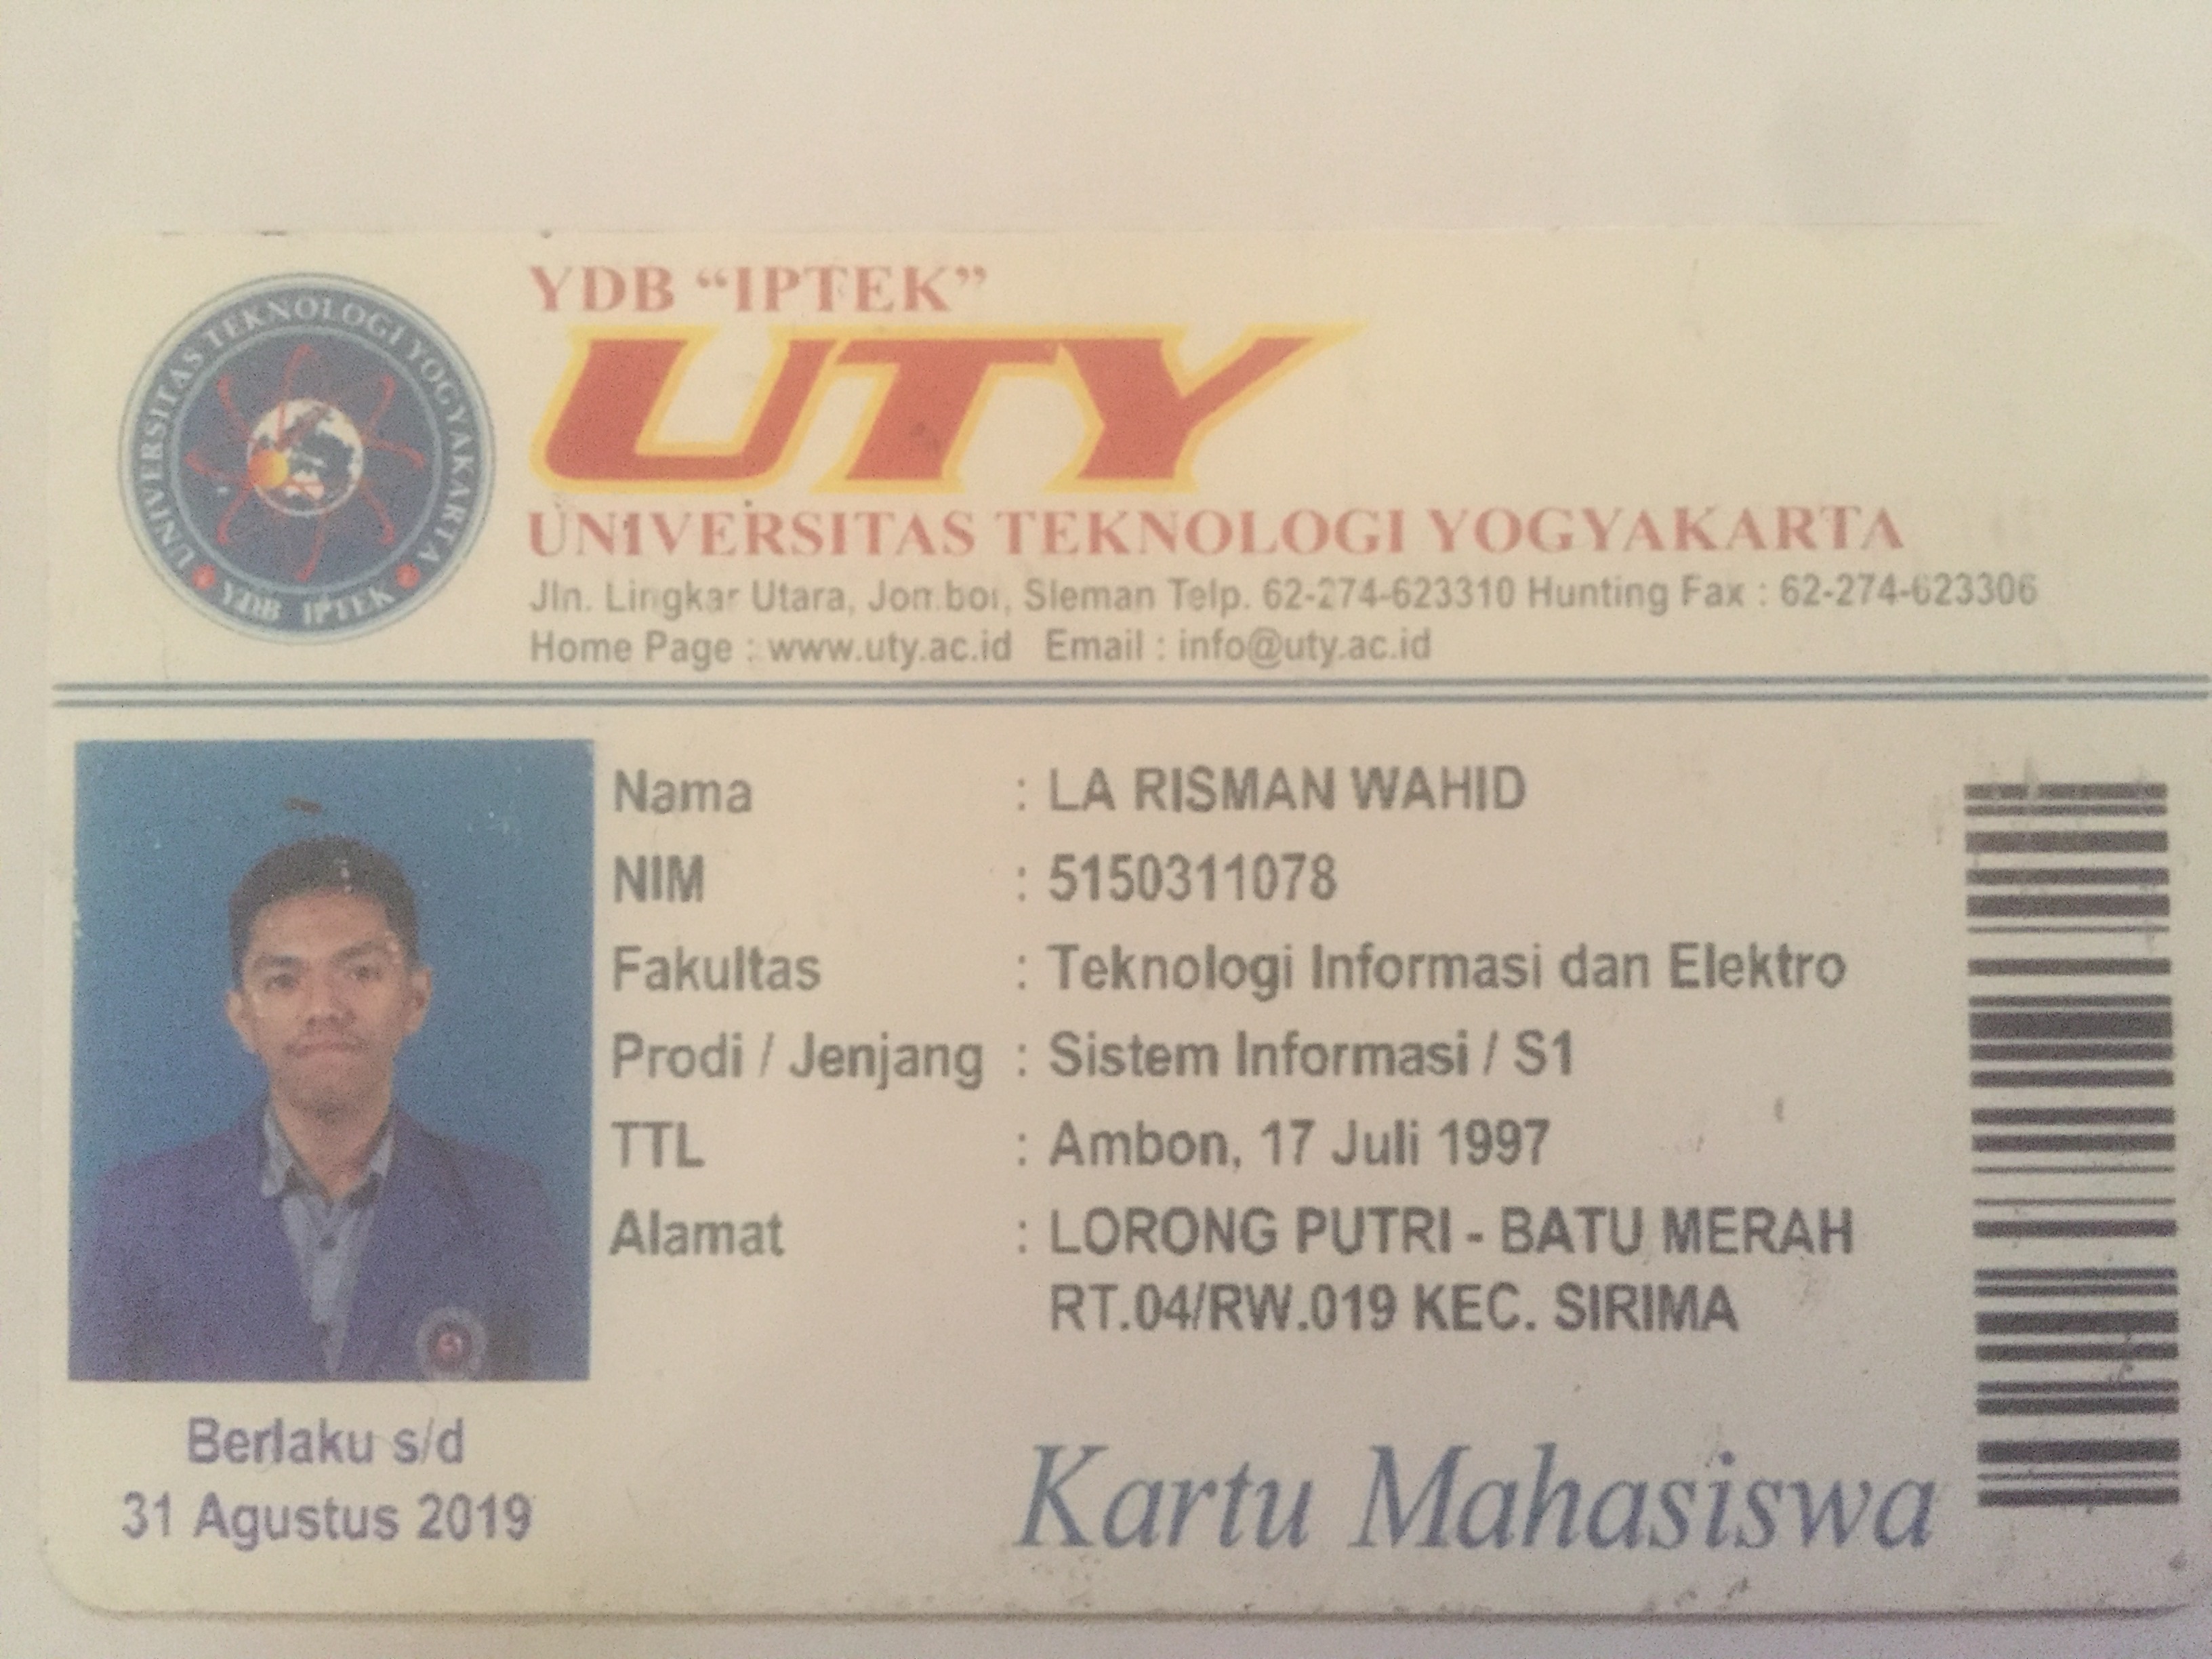 YDB “IPTEK”
UTY
UNIVERSITAS TEKNOLOGI YOGYAKARTA
Jln. Lingkar Utara, Jombor, Sleman Telp. 62-274-623310 Hunting Fax : 62-274-623306
Home Page : www.uty.ac.id Email : info@uty.ac.id
UNIVERSITAS TEKNOLOGI YOGYAKARTA
YDB IPTEK
Nama : LA RISMAN WAHID
NIM : 5150311078
Fakultas : Teknologi Informasi dan Elektro
Prodi / Jenjang : Sistem Informasi / S1
TTL : Ambon, 17 Juli 1997
Alamat : LORONG PUTRI - BATU MERAH
RT.04/RW.019 KEC. SIRIMA
Berlaku s/d
31 Agustus 2019
Kartu Mahasiswa